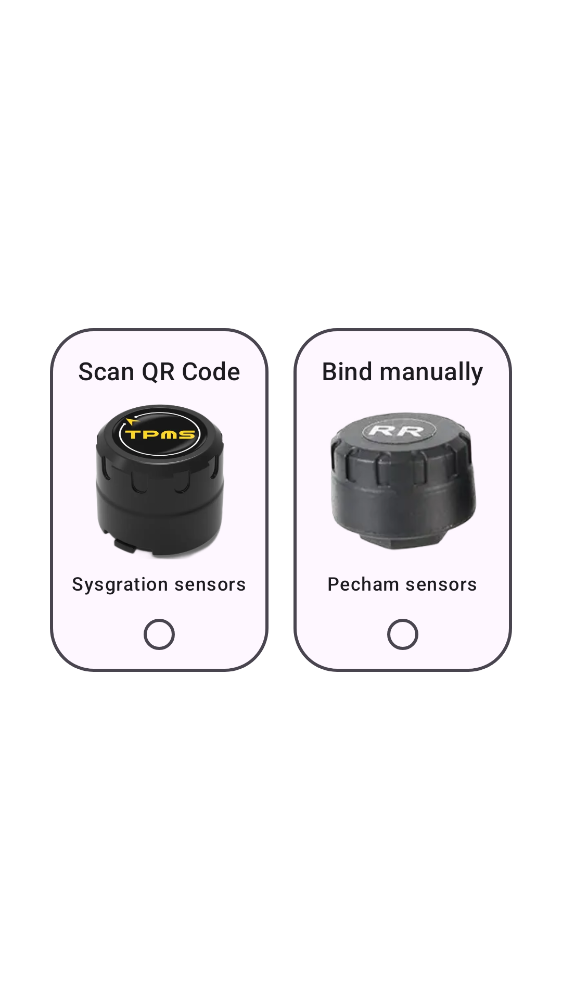 Scan QR Code
TPMS
Sysgration sensors
Bind manually
RR
Pecham sensors